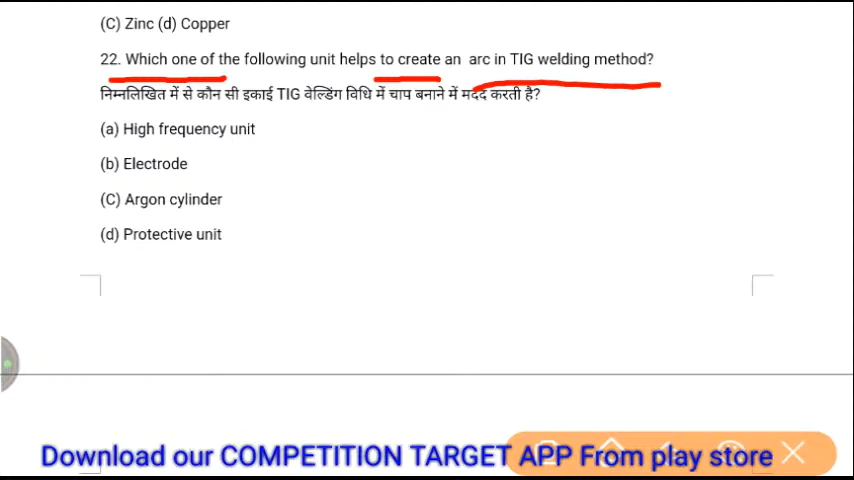 (C) Zinc (d) Copper
22. Which one of the following unit helps to create an arc in TIG welding method?
निम्नलिखित में से कौन सी इकाई TIG वेल्डिंग विधि में चाप बनाने में मदद करती है?
(a) High frequency unit
(b) Electrode
(C) Argon cylinder
(d) Protective unit
Download our COMPETITION TARGET APP From play store